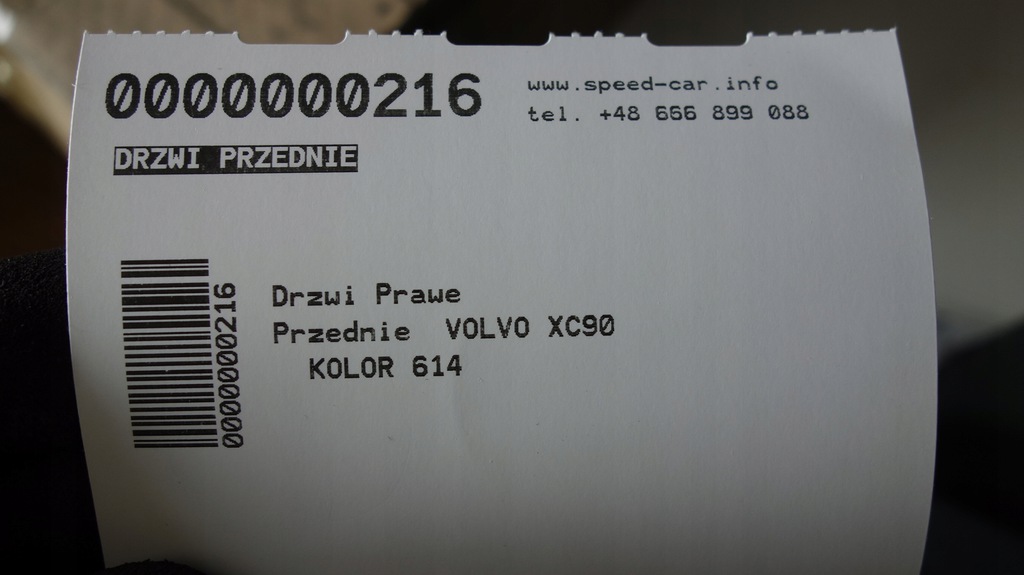 0000000216
www.speed-car.info
tel. +48 666 899 088
DRZWI PRZEDNIE
0000000216
Drzwi Prawe
Przednie VOLVO XC90
KOLOR 614